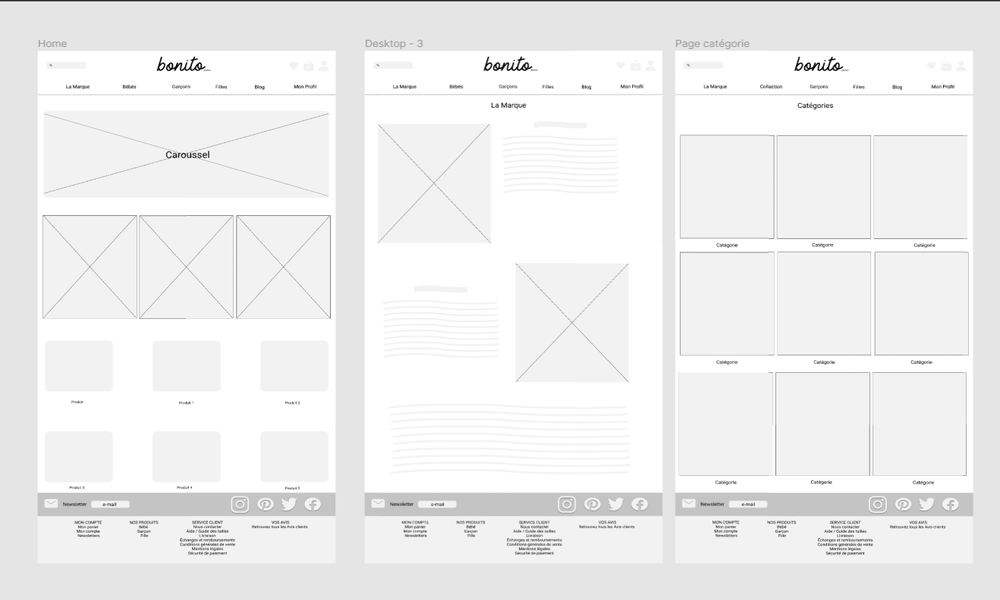 Home
bonito
La Marque Bébés Garçons Filles Blog Mon Profil
Caroussel
Produit Produit 1 Produit 2
Produit 3 Produit 4 Produit 5
Newsletter e-mail
MON COMPTE NOS PRODUITS SERVICE CLIENT VOS AVIS
Mon panier Bébé Nous contacter Retrouvez tous les Avis clients
Mon compte Garçon Aide / Guide des tailles
Newsletters Fille Livraison
Échanges et remboursements
Conditions générales de vente
Mentions légales
Sécurité de paiement
Desktop - 3
bonito
La Marque Bébés Garçons Filles Blog Mon Profil
La Marque
Newsletter e-mail
MON COMPTE NOS PRODUITS SERVICE CLIENT VOS AVIS
Mon panier Bébé Nous contacter Retrouvez tous les Avis clients
Mon compte Garçon Aide / Guide des tailles
Newsletters Fille Livraison
Échanges et remboursements
Conditions générales de vente
Mentions légales
Sécurité de paiement
Page catégorie
bonito
La Marque Collection Garçons Filles Blog Mon Profil
Catégories
Catégorie Catégorie Catégorie
Catégorie Catégorie Catégorie
Catégorie Catégorie Catégorie
Newsletter e-mail
MON COMPTE NOS PRODUITS SERVICE CLIENT VOS AVIS
Mon panier Bébé Nous contacter Retrouvez tous les Avis clients
Mon compte Garçon Aide / Guide des tailles
Newsletters Fille Livraison
Échanges et remboursements
Conditions générales de vente
Mentions légales
Sécurité de paiement